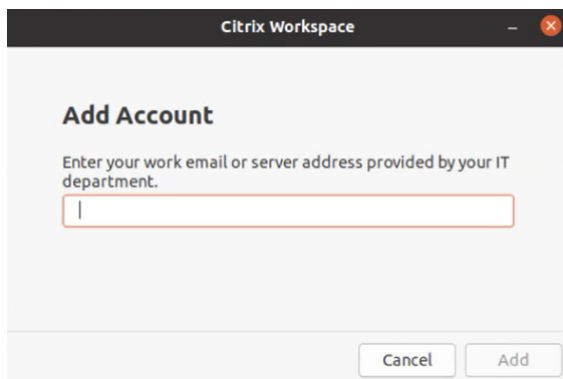 Citrix Workspace
Add Account
Enter your work email or server address provided by your IT
department.
Cancel
Add